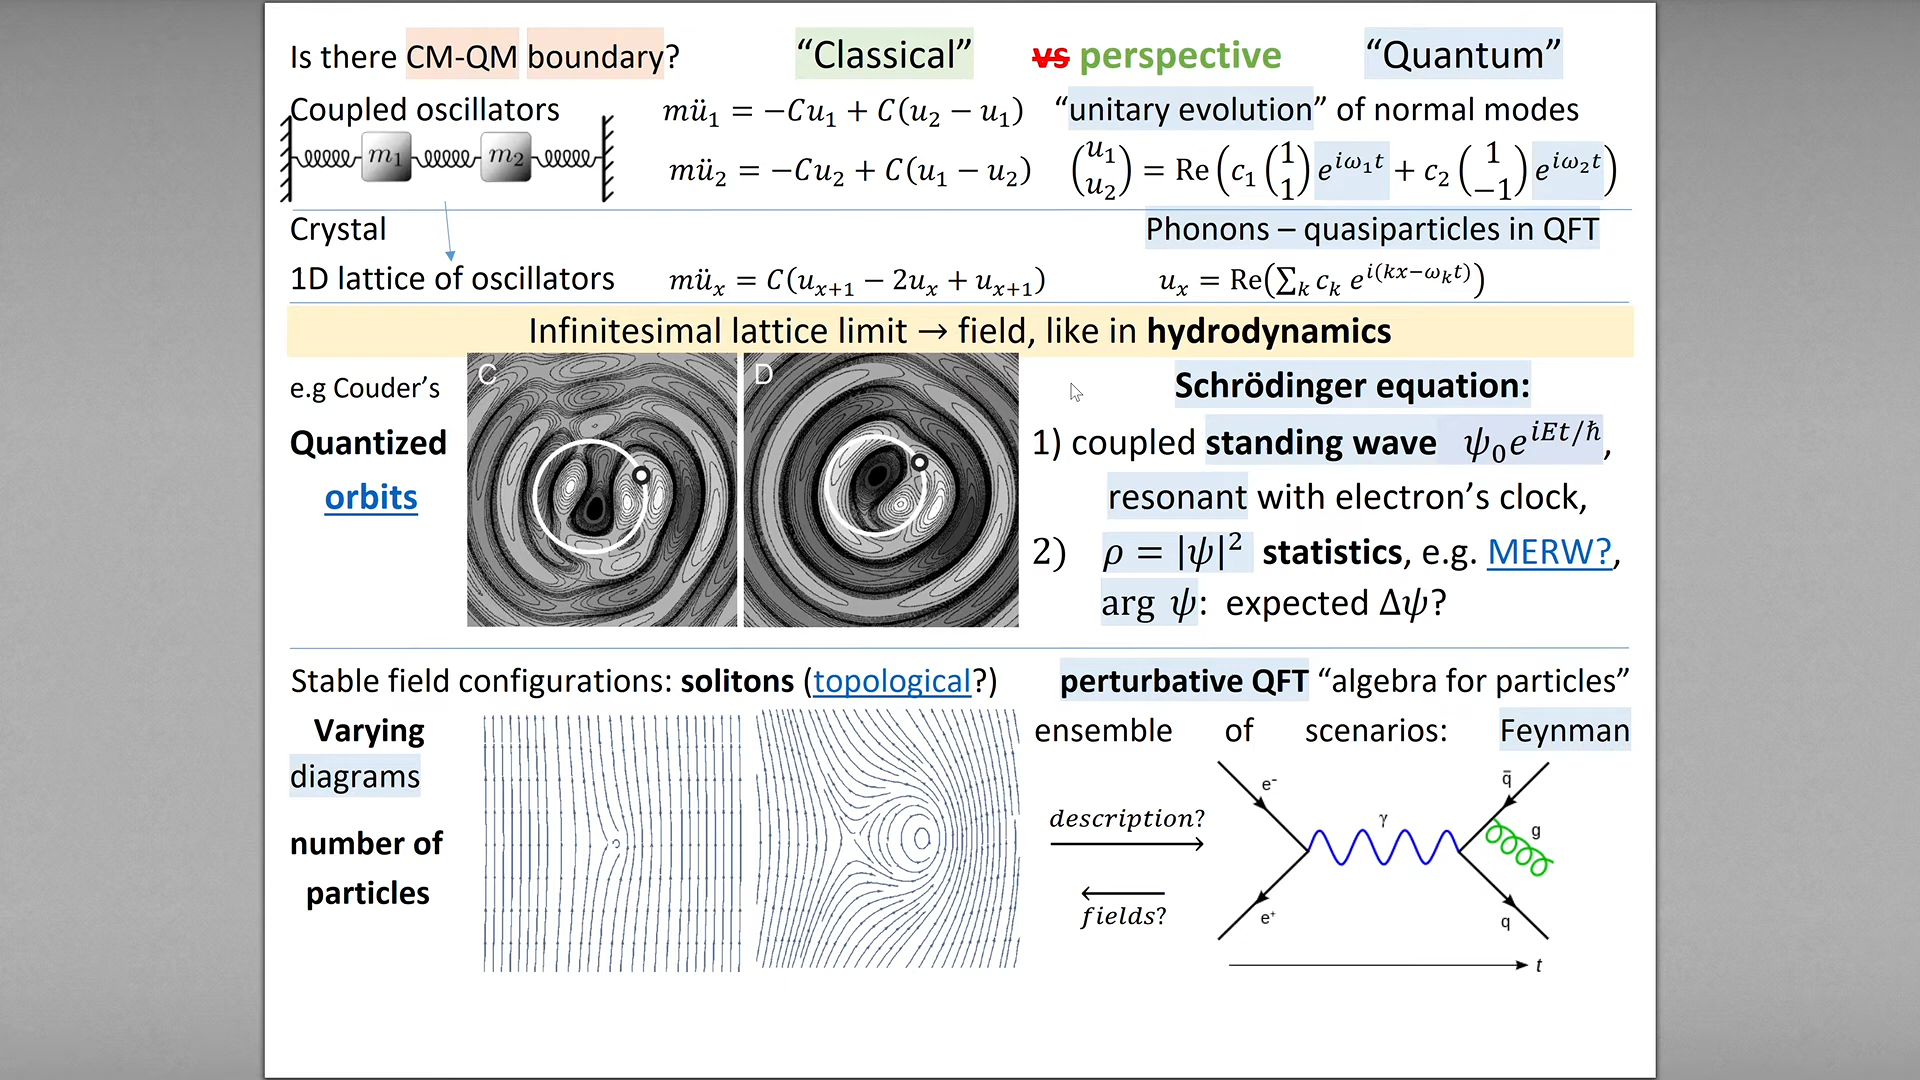 Is there CM-QM boundary? “Classical” vs perspective “Quantum”
Coupled oscillators
m₁ m₂
mü₁ = −Cu₁ + C(u₂ − u₁)
mü₂ = −Cu₂ + C(u₁ − u₂)
“unitary evolution” of normal modes
(u₁ u₂) = Re (c₁ (1 1) e^{iω₁t} + c₂ (1 −1) e^{iω₂t})
Crystal
Phonons – quasiparticles in QFT
1D lattice of oscillators
mü_x = C(u_{x+1} − 2u_x + u_{x+1})
u_x = Re(∑_k c_k e^{i(kx−ω_k t)})
Infinitesimal lattice limit → field, like in hydrodynamics
e.g Couder’s
Quantized
orbits
C D
Schrödinger equation:
1) coupled standing wave ψ₀e^{iEt/ħ},
resonant with electron’s clock,
2) ρ = |ψ|² statistics, e.g. MERW?,
arg ψ: expected Δψ?
Stable field configurations: solitons (topological?)
perturbative QFT “algebra for particles”
Varying
ensemble of scenarios: Feynman
diagrams
number of
particles
description?
fields?
e⁻
e⁺
γ
q̄
g
q
t